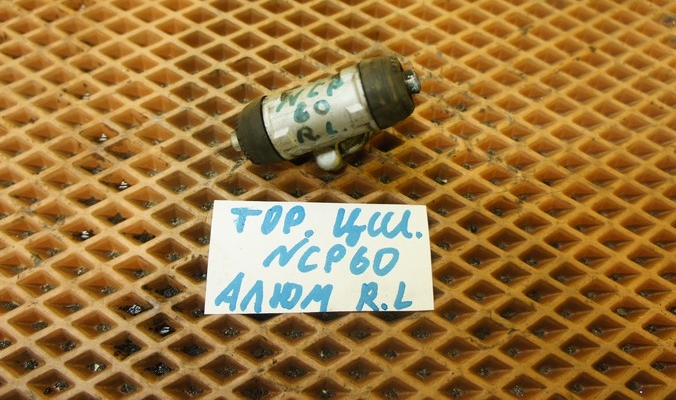 NCP
60
R.L.
ТОР. ЦИЛ.
NCP60
АЛЮМ R.L